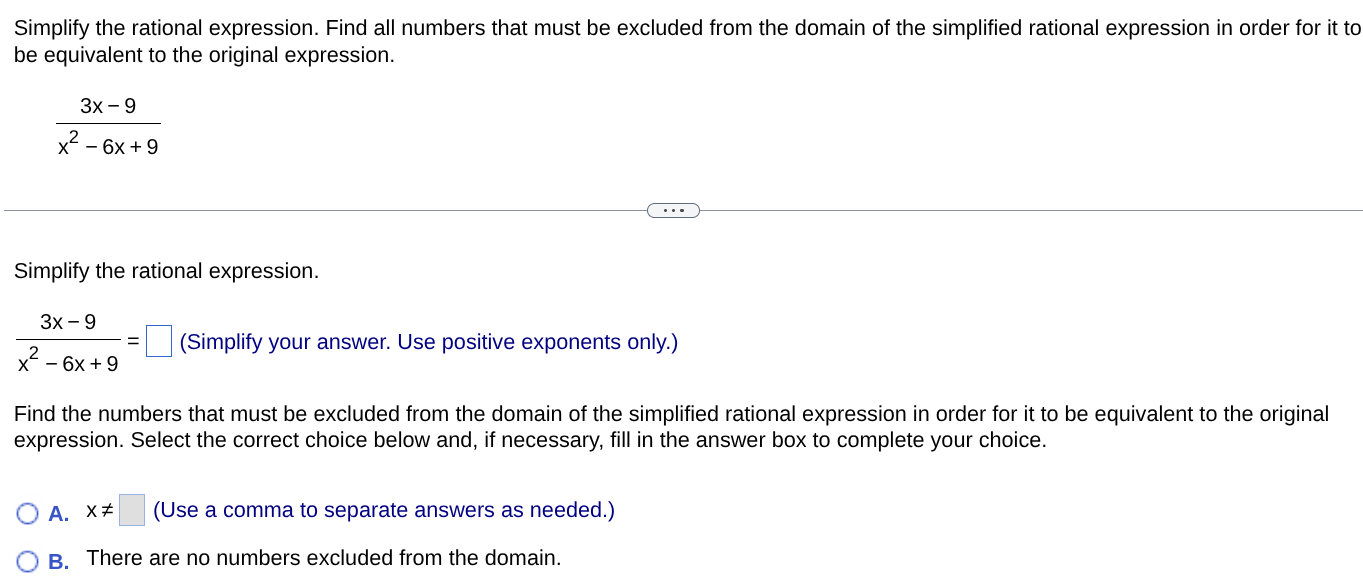 Simplify the rational expression. Find all numbers that must be excluded from the domain of the simplified rational expression in order for it to
be equivalent to the original expression.
3x − 9
x² − 6x + 9
Simplify the rational expression.
3x − 9
x² − 6x + 9
= (Simplify your answer. Use positive exponents only.)
Find the numbers that must be excluded from the domain of the simplified rational expression in order for it to be equivalent to the original
expression. Select the correct choice below and, if necessary, fill in the answer box to complete your choice.
A. x ≠ (Use a comma to separate answers as needed.)
B. There are no numbers excluded from the domain.